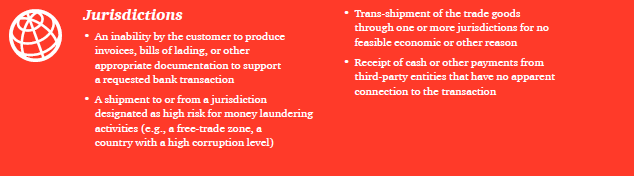 Jurisdictions
• An inability by the customer to produce
invoices, bills of lading, or other
appropriate documentation to support
a requested bank transaction
• A shipment to or from a jurisdiction
designated as high risk for money laundering
activities (e.g., a free-trade zone, a
country with a high corruption level)
• Trans-shipment of the trade goods
through one or more jurisdictions for no
feasible economic or other reason
• Receipt of cash or other payments from
third-party entities that have no apparent
connection to the transaction